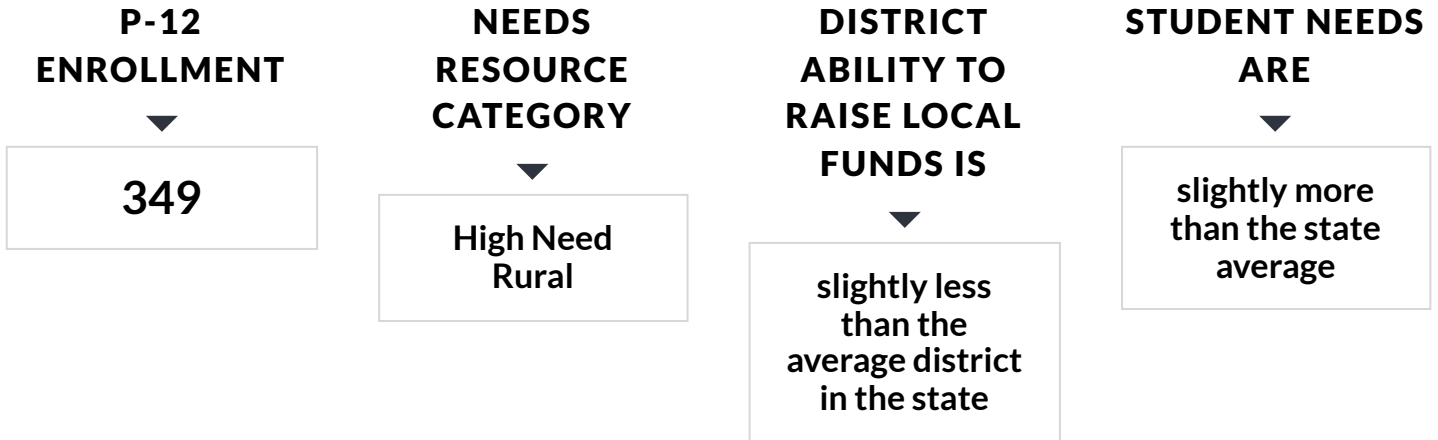 P-12
ENROLLMENT
349
NEEDS
RESOURCE
CATEGORY
High Need
Rural
DISTRICT
ABILITY TO
RAISE LOCAL
FUNDS IS
slightly less
than the
average district
in the state
STUDENT NEEDS
ARE
slightly more
than the state
average